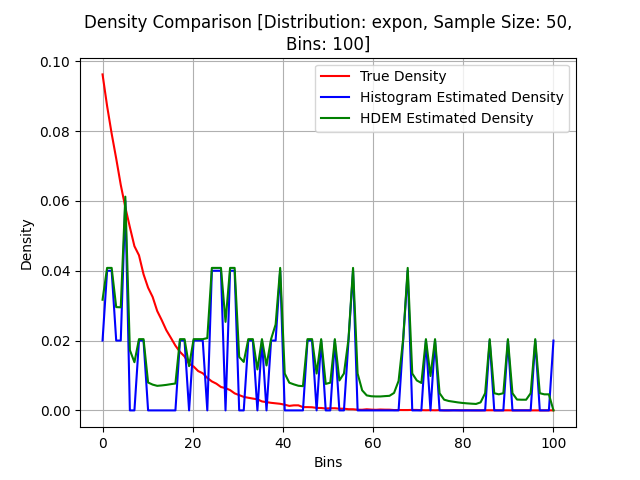 Density Comparison [Distribution: expon, Sample Size: 50,
Bins: 100]
True Density
Histogram Estimated Density
HDEM Estimated Density
Density
0.10
0.08
0.06
0.04
0.02
0.00
0 20 40 60 80 100
Bins